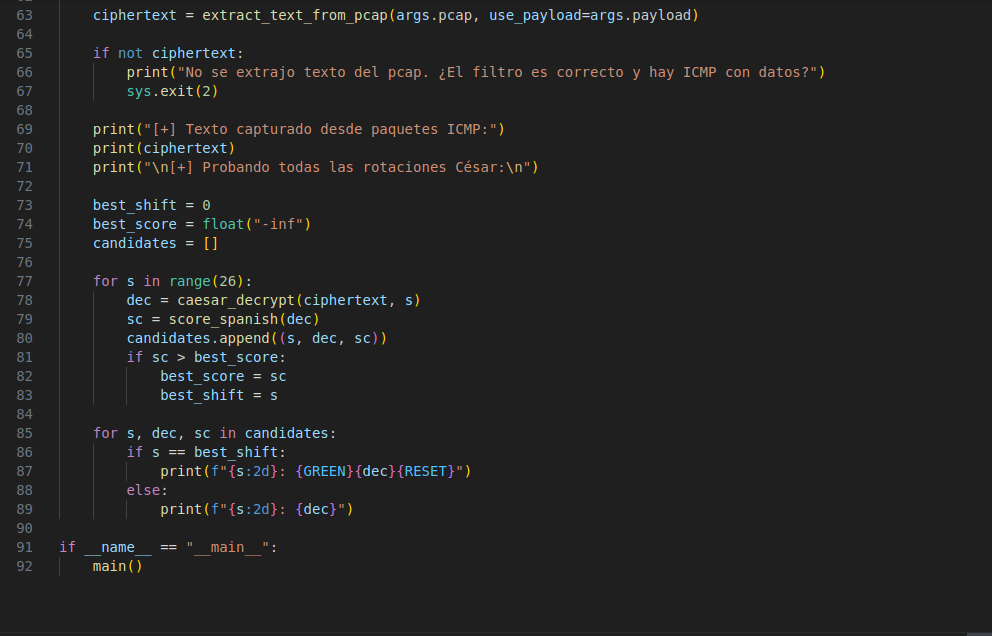 63 ciphertext = extract_text_from_pcap(args.pcap, use_payload=args.payload)
64
65 if not ciphertext:
66 print("No se extrajo texto del pcap. ¿El filtro es correcto y hay ICMP con datos?")
67 sys.exit(2)
68
69 print("[+] Texto capturado desde paquetes ICMP:")
70 print(ciphertext)
71 print("\n[+] Probando todas las rotaciones César:\n")
72
73 best_shift = 0
74 best_score = float("-inf")
75 candidates = []
76
77 for s in range(26):
78 dec = caesar_decrypt(ciphertext, s)
79 sc = score_spanish(dec)
80 candidates.append((s, dec, sc))
81 if sc > best_score:
82 best_score = sc
83 best_shift = s
84
85 for s, dec, sc in candidates:
86 if s == best_shift:
87 print(f"{s:2d}: {GREEN}{dec}{RESET}")
88 else:
89 print(f"{s:2d}: {dec}")
90
91 if __name__ == "__main__":
92 main()